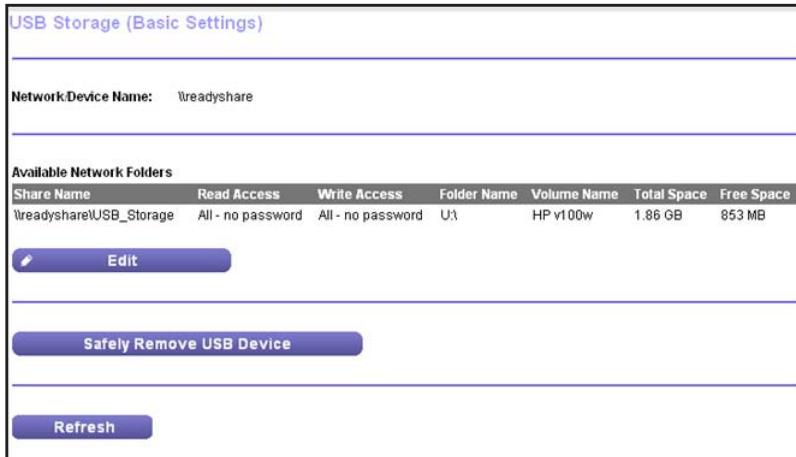 USB Storage (Basic Settings)
Network/Device Name: \\readyshare
Available Network Folders
Share Name Read Access Write Access Folder Name Volume Name Total Space Free Space
\\readyshare\USB_Storage All - no password All - no password U:\ HP v100w 1.86 GB 853 MB
Edit
Safely Remove USB Device
Refresh